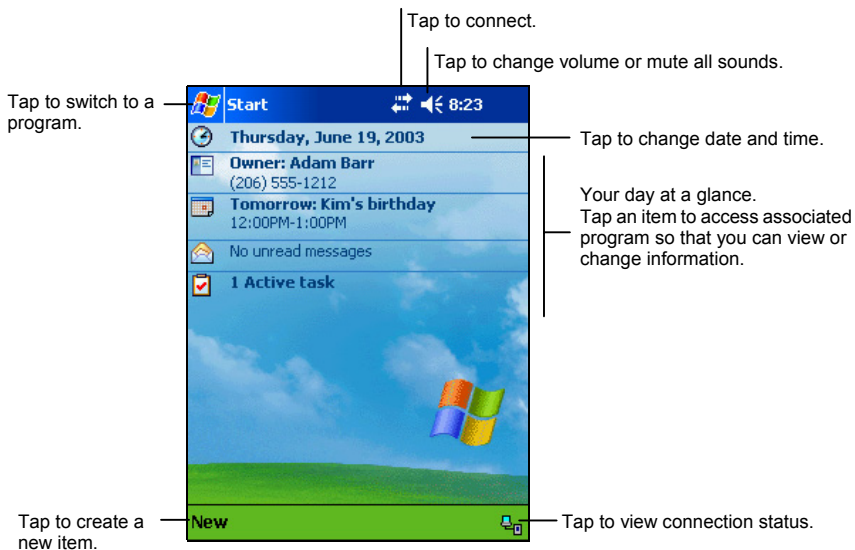 Tap to connect.
Tap to change volume or mute all sounds.
Tap to switch to a
program.
Start 8:23
Thursday, June 19, 2003
Tap to change date and time.
Owner: Adam Barr
(206) 555-1212
Tomorrow: Kim's birthday
12:00PM-1:00PM
No unread messages
1 Active task
Your day at a glance.
Tap an item to access associated
program so that you can view or
change information.
Tap to create a
new item.
New
Tap to view connection status.